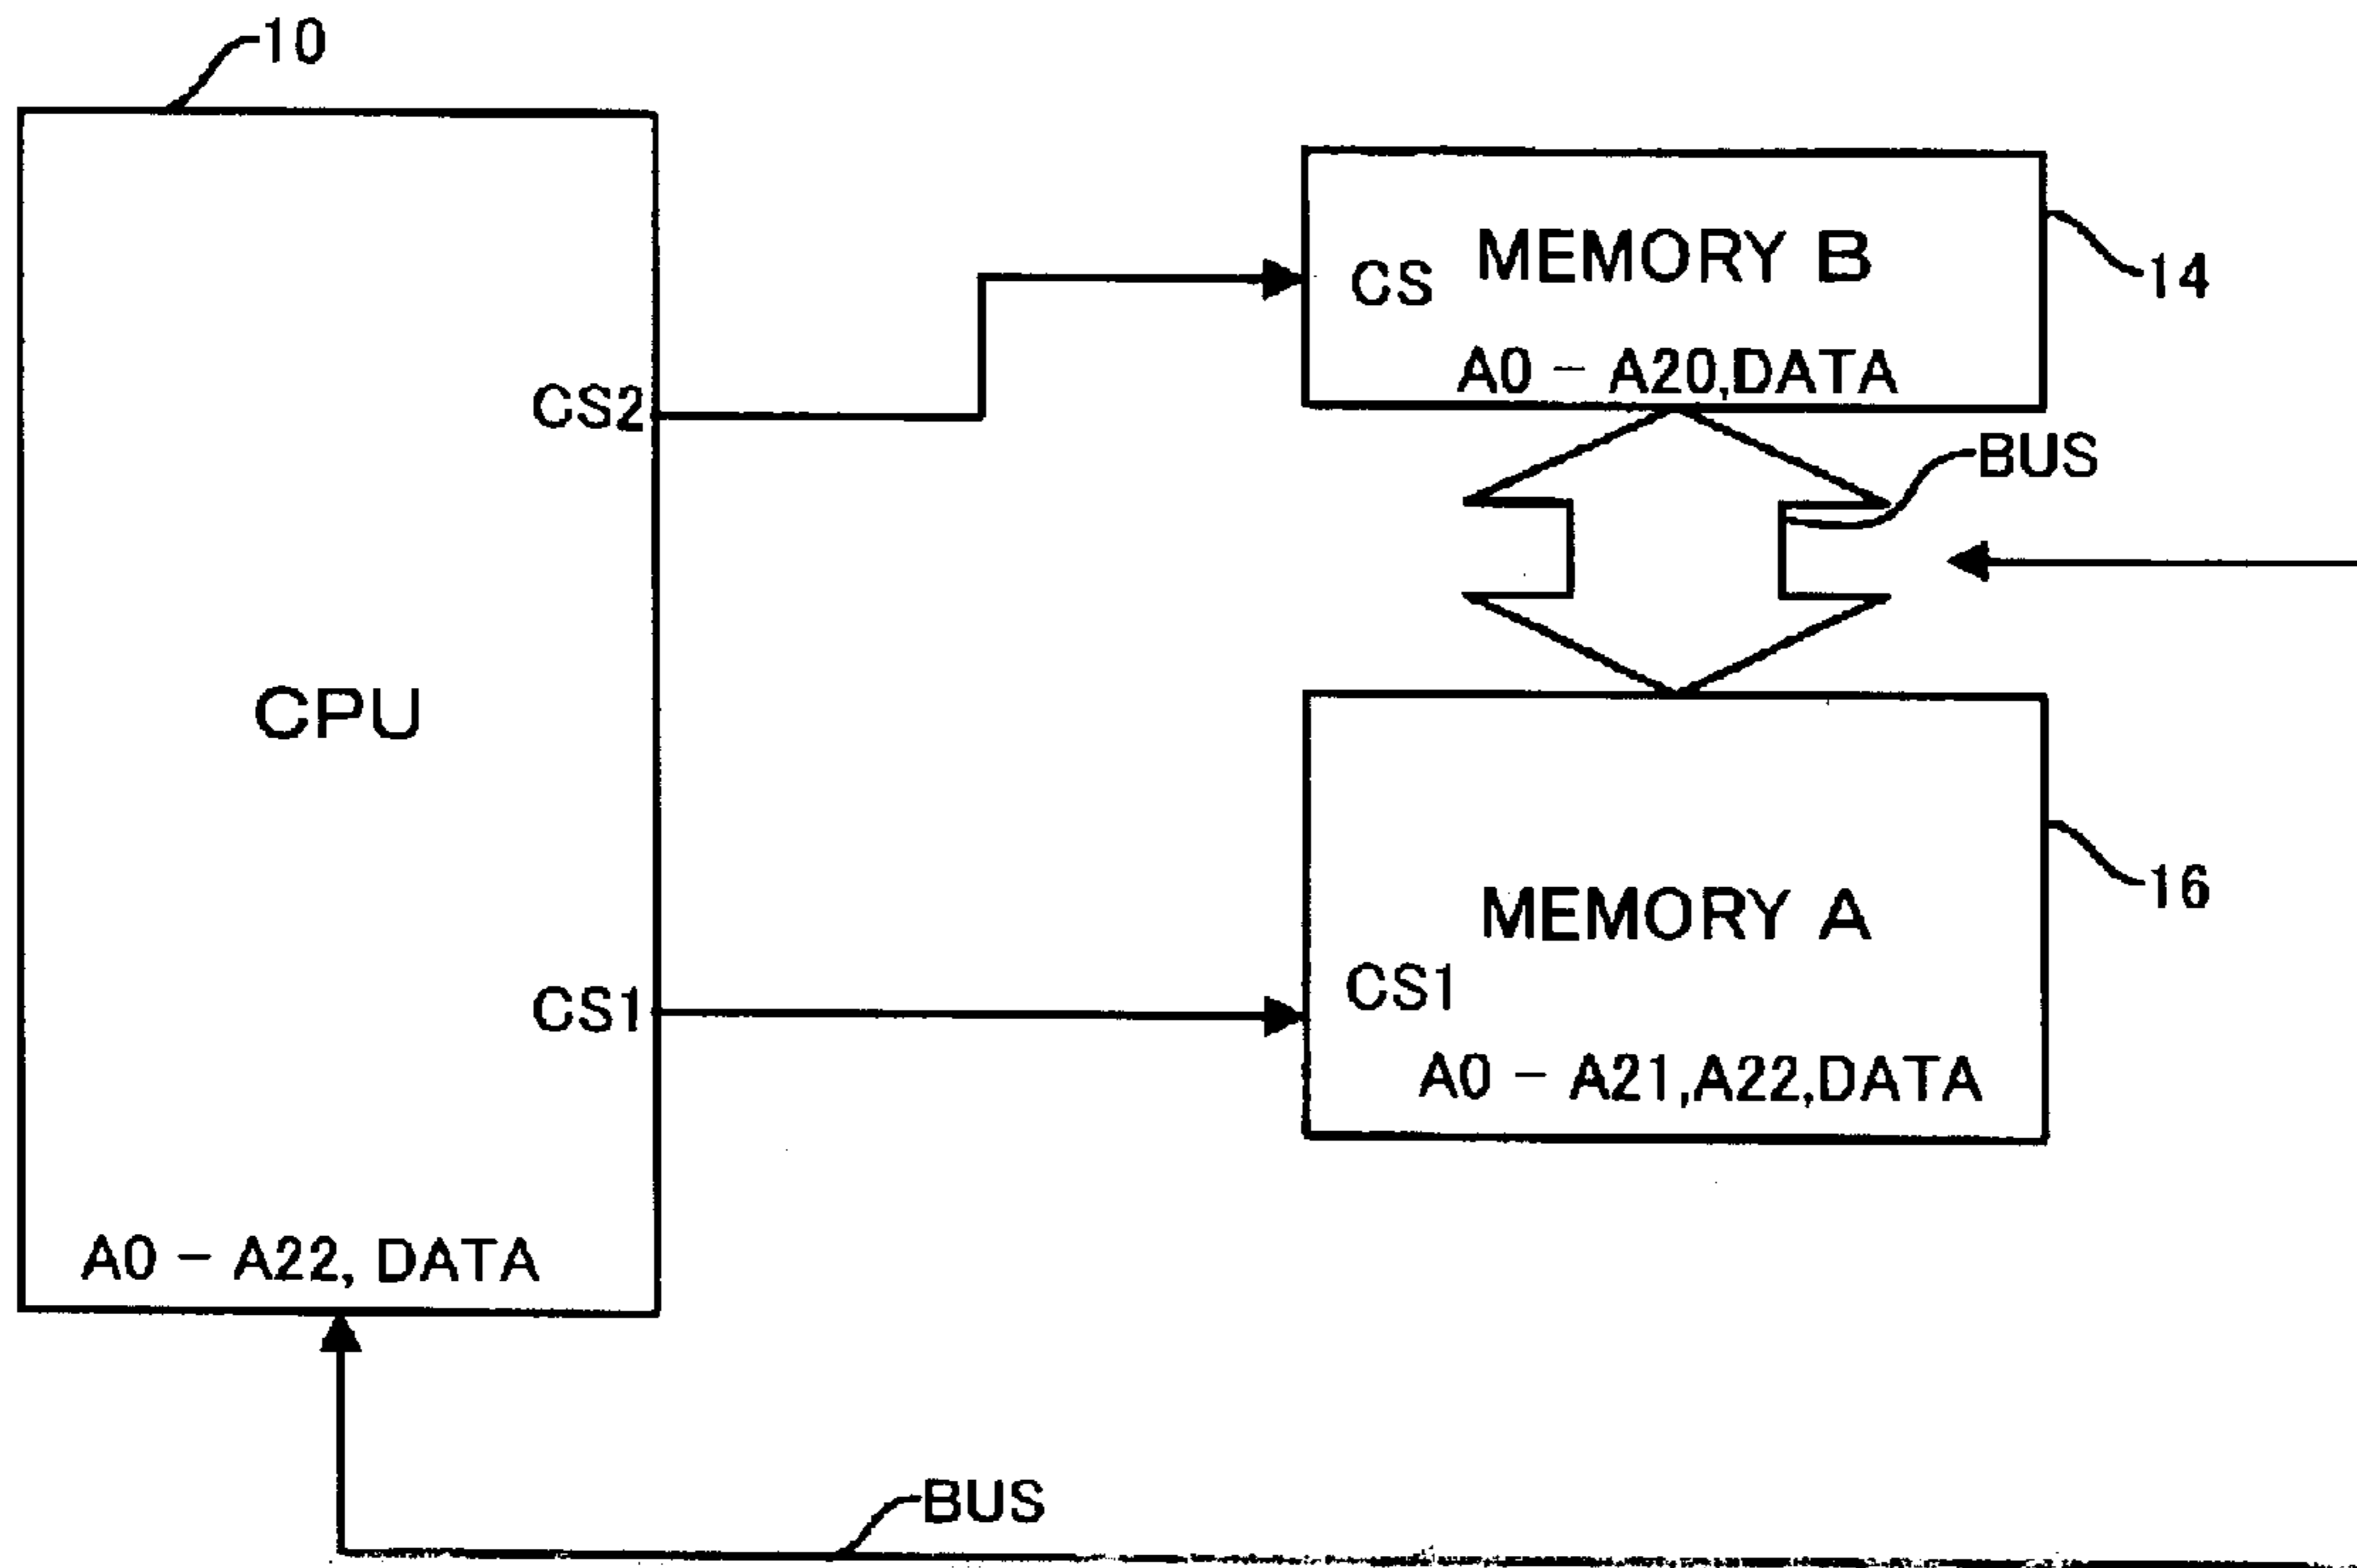 10
MEMORY B
CS
14
A0 - A20,DATA
CS2
BUS
CPU
16
MEMORY A
CS1
CS1
A0 - A21,A22,DATA
A0 - A22, DATA
BUS